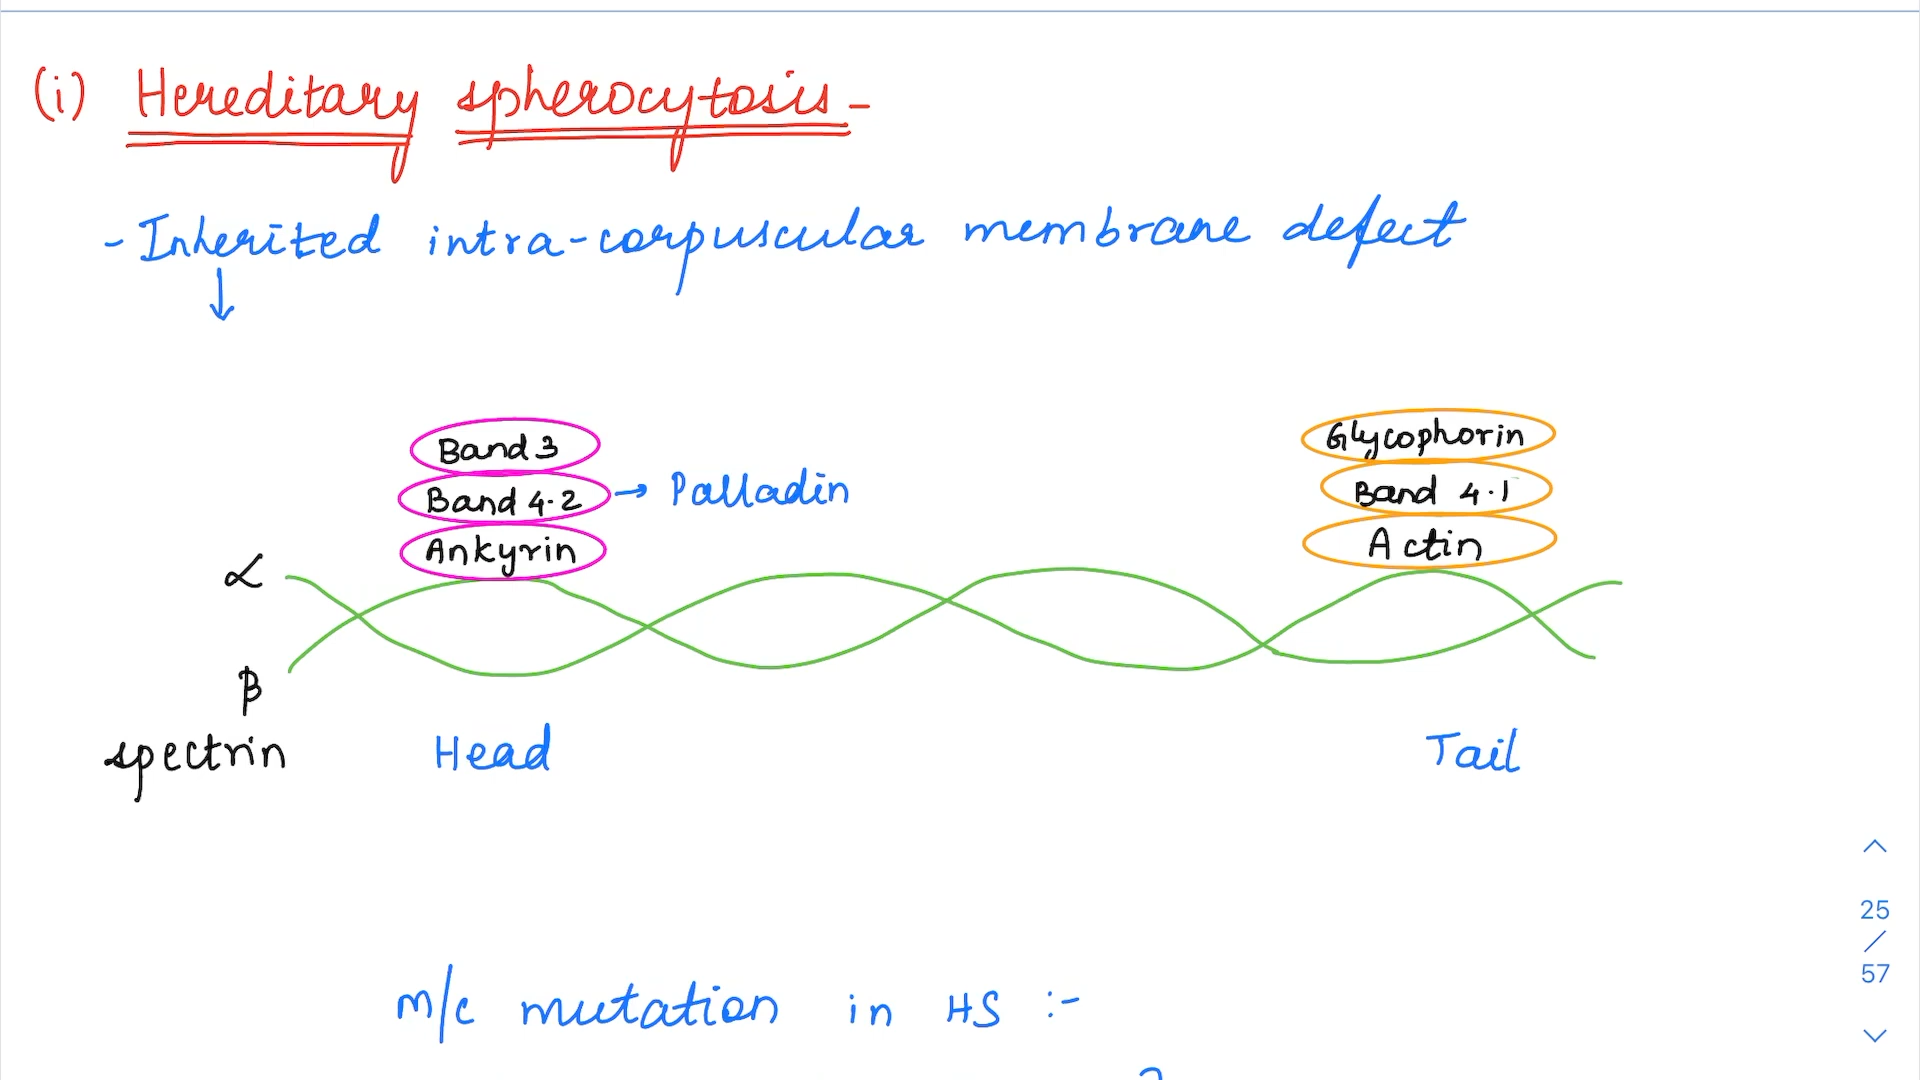 (i) Hereditary spherocytosis -
- Inherited intra-corpuscular membrane defect
↓
Band 3
Band 4.2 → Palladin
Ankyrin
Glycophorin
Band 4.1
Actin
α
β
spectrin
Head
Tail
25
/
57
m/c mutation in HS :-